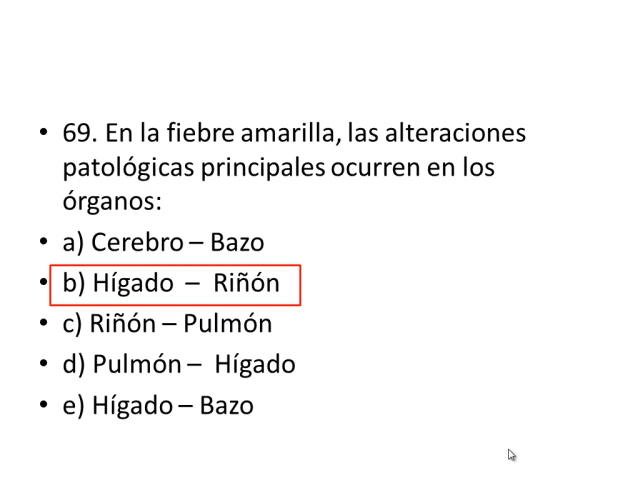 • 69. En la fiebre amarilla, las alteraciones
patológicas principales ocurren en los
órganos:
• a) Cerebro – Bazo
• b) Hígado – Riñón
• c) Riñón – Pulmón
• d) Pulmón – Hígado
• e) Hígado – Bazo